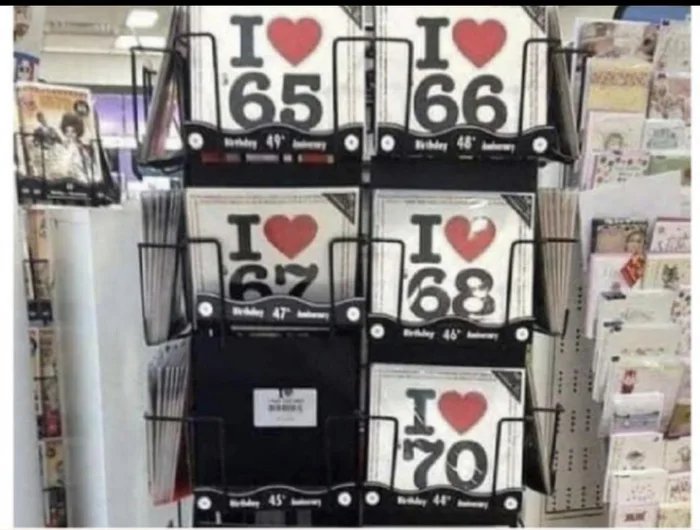 I ❤
'65
Birthday 49th Anniversary
I ❤
'66
Birthday 48th Anniversary
I ❤
'67
Birthday 47th Anniversary
I ❤
'68
Birthday 46th Anniversary
Birthday 45th Anniversary
I ❤
'70
Birthday 44th Anniversary